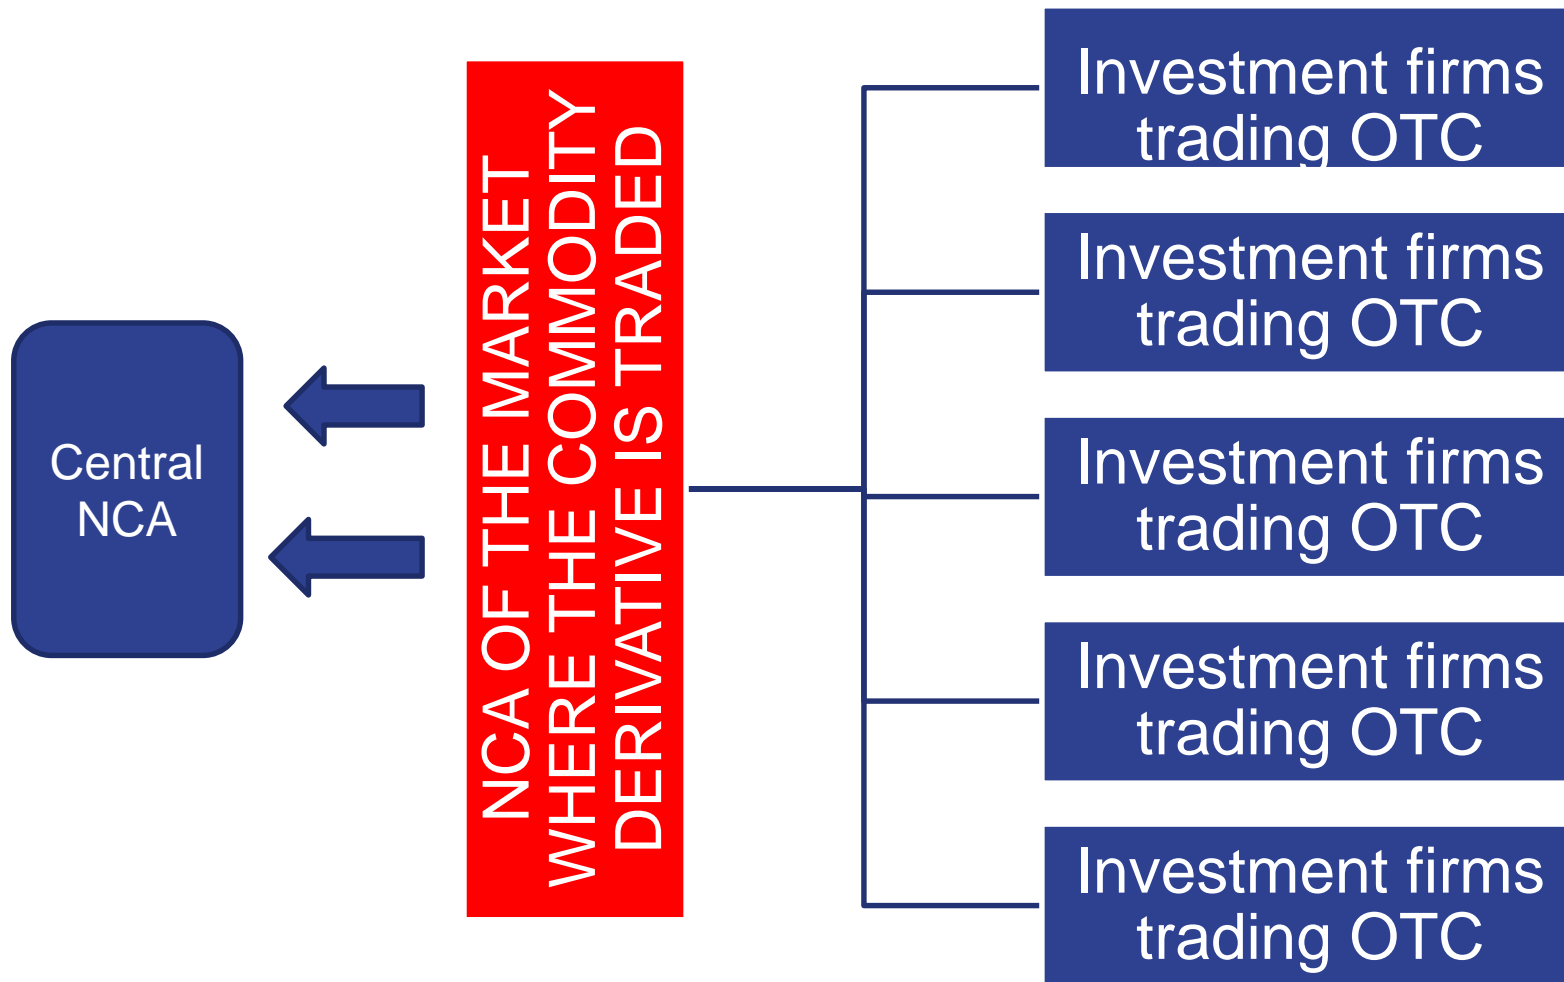 Central
NCA
NCA OF THE MARKET
WHERE THE COMMODITY
DERIVATIVE IS TRADED
Investment firms
trading OTC
Investment firms
trading OTC
Investment firms
trading OTC
Investment firms
trading OTC
Investment firms
trading OTC